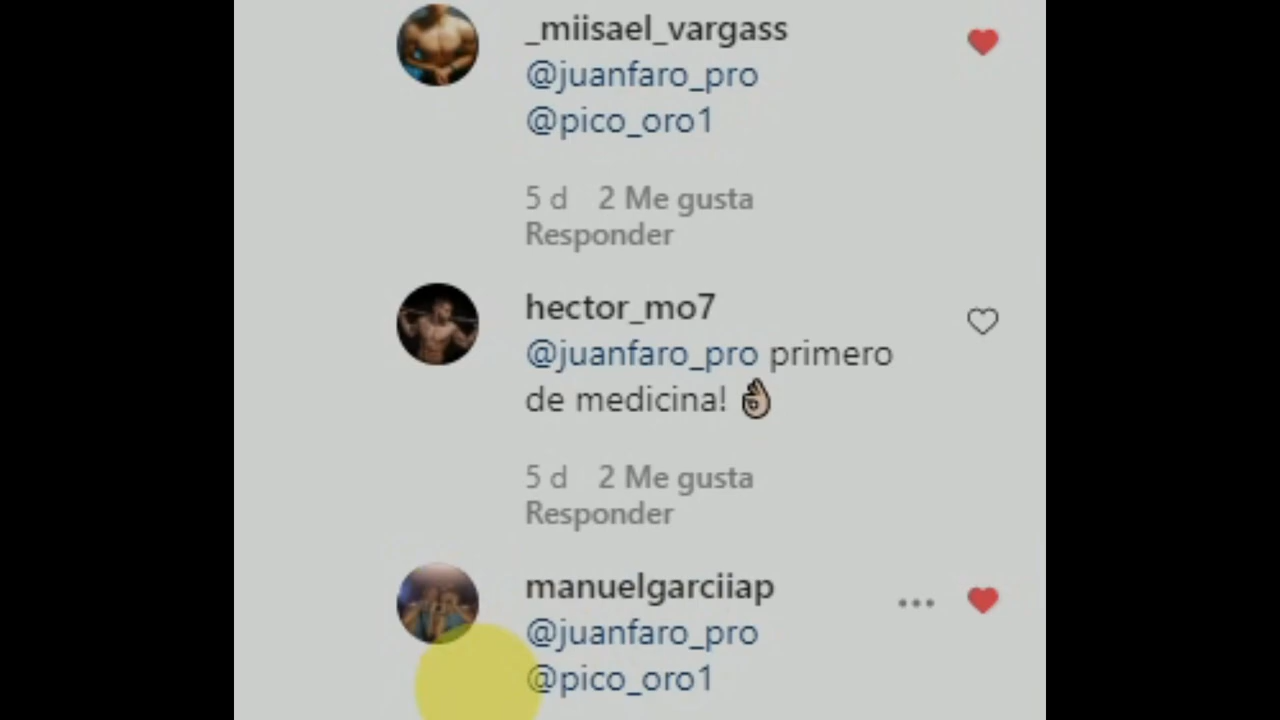 _miisael_vargass
@juanfaro_pro
@pico_oro1
5 d 2 Me gusta
Responder
hector_mo7
@juanfaro_pro primero
de medicina! 👌🏼
5 d 2 Me gusta
Responder
manuelgarciiap
@juanfaro_pro
@pico_oro1